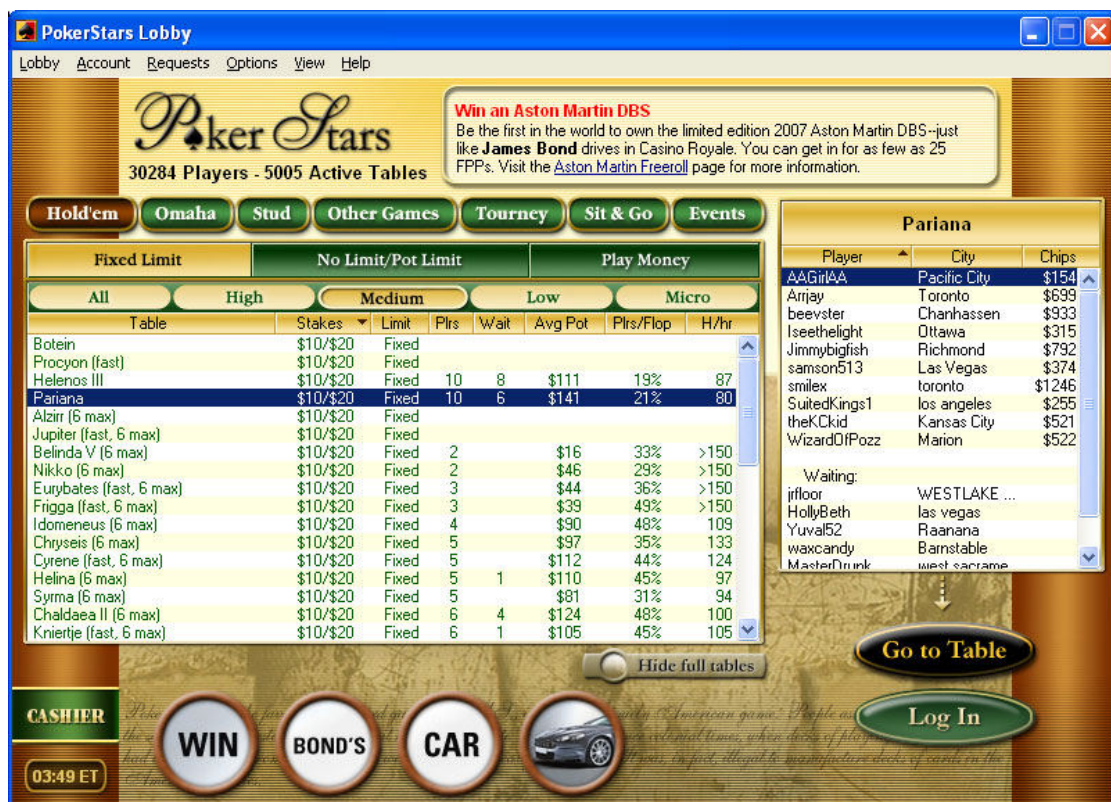 PokerStars Lobby
Lobby Account Requests Options View Help
Poker Stars
30284 Players - 5005 Active Tables
Win an Aston Martin DBS
Be the first in the world to own the limited edition 2007 Aston Martin DBS--just
like James Bond drives in Casino Royale. You can get in for as few as 25
FPPs. Visit the Aston Martin Freeroll page for more information.
Hold'em Omaha Stud Other Games Tourney Sit & Go Events
Fixed Limit No Limit/Pot Limit Play Money
All High Medium Low Micro
Table Stakes Limit Plrs Wait Avg Pot Plrs/Flop H/hr
Botein $10/$20 Fixed
Procyon (fast) $10/$20 Fixed
Helenos III $10/$20 Fixed 10 8 $111 19% 87
Pariana $10/$20 Fixed 10 6 $141 21% 80
Alzirr (6 max) $10/$20 Fixed
Jupiter (fast, 6 max) $10/$20 Fixed
Belinda V (6 max) $10/$20 Fixed 2 $16 33% >150
Nikko (6 max) $10/$20 Fixed 2 $46 29% >150
Eurybates (fast, 6 max) $10/$20 Fixed 3 $44 36% >150
Frigga (fast, 6 max) $10/$20 Fixed 3 $39 49% >150
Idomeneus (6 max) $10/$20 Fixed 4 $90 48% 109
Chryseis (6 max) $10/$20 Fixed 5 $97 35% 133
Cyrene (fast, 6 max) $10/$20 Fixed 5 $112 44% 124
Helina (6 max) $10/$20 Fixed 5 1 $110 45% 97
Syrma (6 max) $10/$20 Fixed 5 $81 31% 94
Chaldaea II (6 max) $10/$20 Fixed 6 4 $124 48% 100
Kniertje (fast, 6 max) $10/$20 Fixed 6 1 $105 45% 105
Hide full tables
Pariana
Player City Chips
AAGirlAA Pacific City $154
Arrjay Toronto $699
beevster Chanhassen $933
Iseethelight Ottawa $315
Jimmybigfish Richmond $792
samson513 Las Vegas $374
smilex toronto $1246
SuitedKings1 los angeles $255
theKCkid Kansas City $521
WizardOfPozz Marion $522
Waiting:
jrfloor WESTLAKE ...
HollyBeth las vegas
Yuval52 Raanana
waxcandy Barnstable
MasterDrunk west sacrame
Go to Table
Log In
CASHIER
WIN BOND'S CAR
03:49 ET